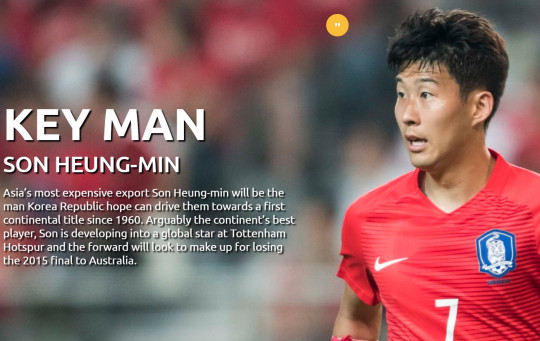 KEY MAN
SON HEUNG-MIN
Asia's most expensive export Son Heung-min will be the
man Korea Republic hope can drive them towards a first
continental title since 1960. Arguably the continent's best
player, Son is developing into a global star at Tottenham
Hotspur and the forward will look to make up for losing
the 2015 final to Australia.
7